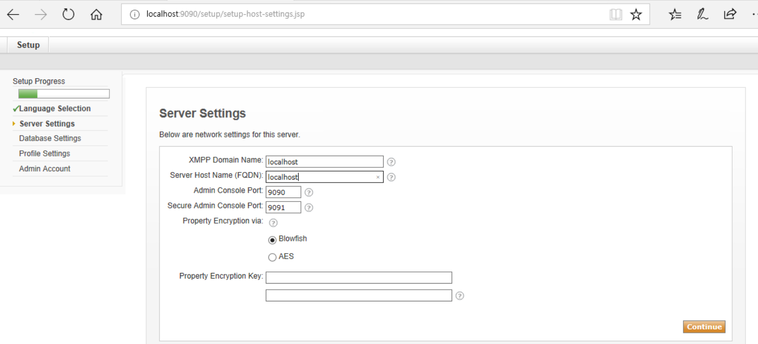 localhost:9090/setup/setup-host-settings.jsp
Setup
Setup Progress
Language Selection
Server Settings
Database Settings
Profile Settings
Admin Account
Server Settings
Below are network settings for this server.
XMPP Domain Name: localhost
Server Host Name (FQDN): localhost
Admin Console Port: 9090
Secure Admin Console Port: 9091
Property Encryption via:
Blowfish
AES
Property Encryption Key:
Continue